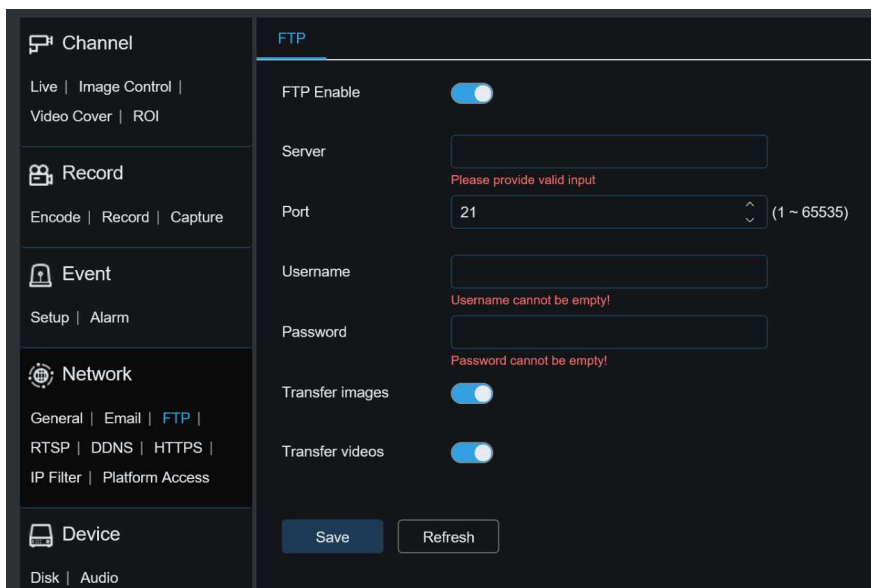 Channel
Live | Image Control |
Video Cover | ROI
Record
Encode | Record | Capture
Event
Setup | Alarm
Network
General | Email | FTP |
RTSP | DDNS | HTTPS |
IP Filter | Platform Access
Device
Disk | Audio
FTP
FTP Enable
Server
Please provide valid input
Port 21 (1 ~ 65535)
Username
Username cannot be empty!
Password
Password cannot be empty!
Transfer images
Transfer videos
Save Refresh